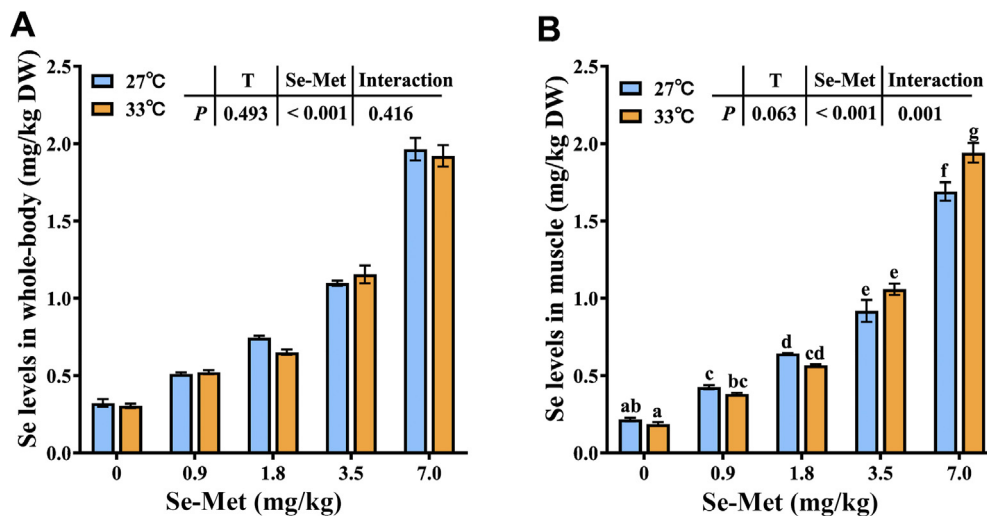 A
Se levels in whole-body (mg/kg DW)
2.5
2.0
1.5
1.0
0.5
0.0
27℃
33℃
T Se-Met Interaction
P 0.493 < 0.001 0.416
0 0.9 1.8 3.5 7.0
Se-Met (mg/kg)
B
Se levels in muscle (mg/kg DW)
2.5
2.0
1.5
1.0
0.5
0.0
27℃
33℃
T Se-Met Interaction
P 0.063 < 0.001 0.001
ab a c bc d cd e e f g
0 0.9 1.8 3.5 7.0
Se-Met (mg/kg)